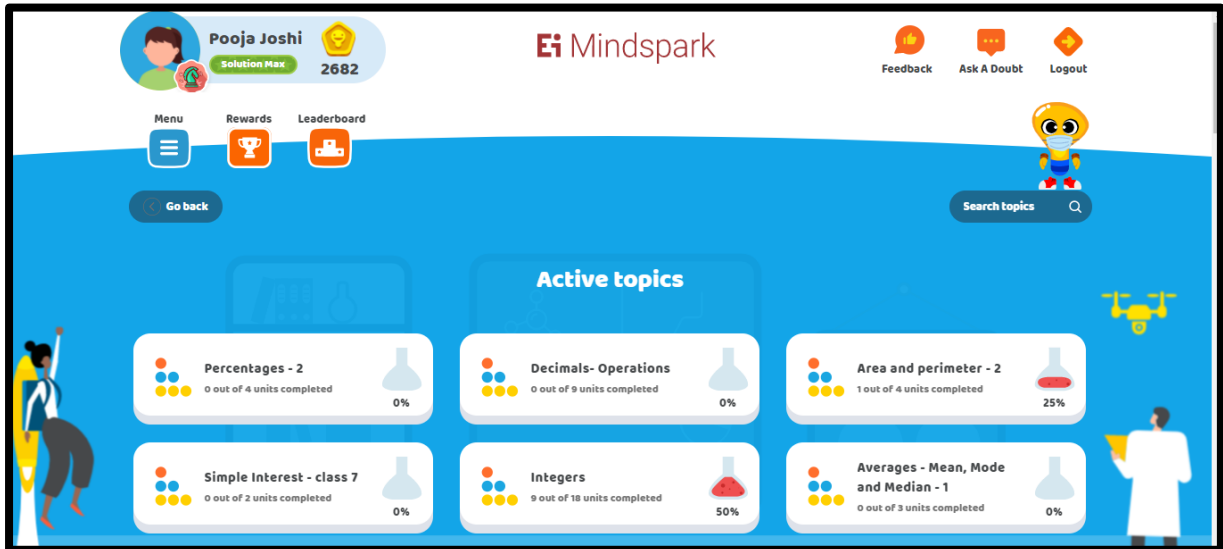 Pooja Joshi
Solution Max
2682
Ei Mindspark
Feedback
Ask A Doubt
Logout
Menu
Rewards
Leaderboard
Go back
Search topics
Active topics
Percentages - 2
0 out of 4 units completed
0%
Decimals- Operations
0 out of 9 units completed
0%
Area and perimeter - 2
1 out of 4 units completed
25%
Simple Interest - class 7
0 out of 2 units completed
0%
Integers
9 out of 18 units completed
50%
Averages - Mean, Mode
and Median - 1
0 out of 3 units completed
0%